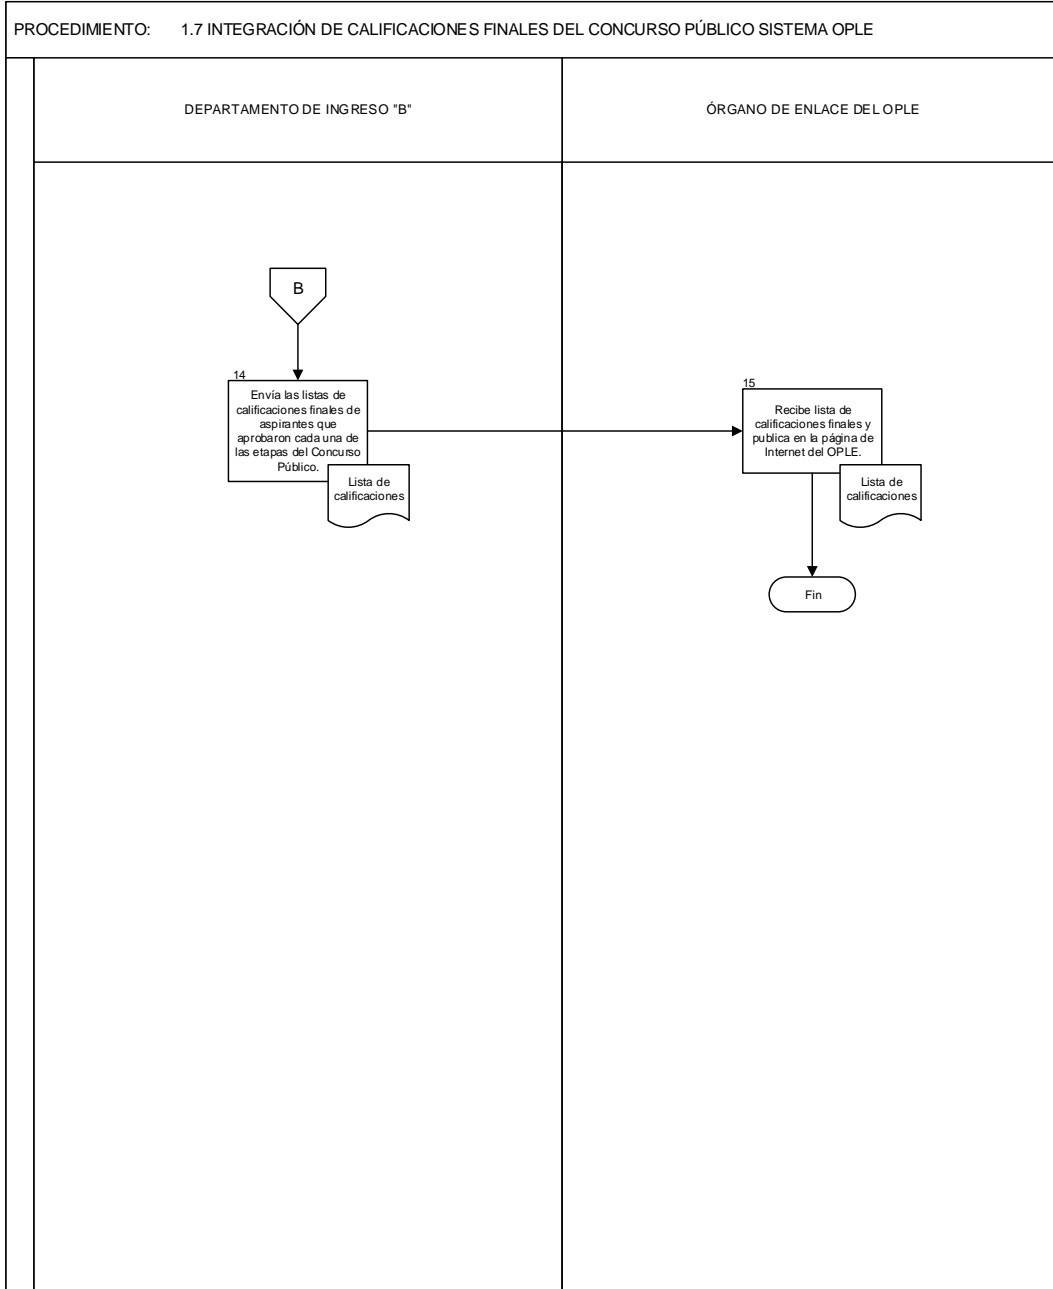 PROCEDIMIENTO: 1.7 INTEGRACIÓN DE CALIFICACIONES FINALES DEL CONCURSO PÚBLICO SISTEMA OPLE
DEPARTAMENTO DE INGRESO "B"
ÓRGANO DE ENLACE DEL OPLE
B
14
Envía las listas de
calificaciones finales de
aspirantes que
aprobaron cada una de
las etapas del Concurso
Público.
Lista de
calificaciones
15
Recibe lista de
calificaciones finales y
publica en la página de
Internet del OPLE.
Lista de
calificaciones
Fin